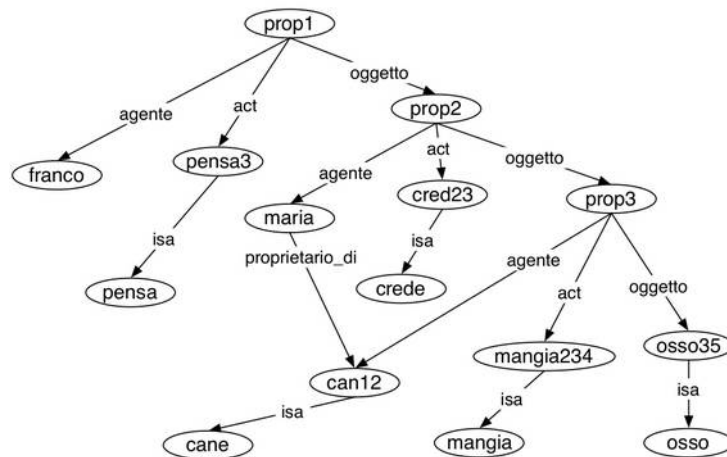 prop1
oggetto
agente
act
prop2
franco
pensa3
agente
act
oggetto
maria
cred23
prop3
isa
isa
proprietario_di
agente
pensa
crede
act
oggetto
mangia234
osso35
can12
isa
isa
isa
cane
mangia
osso